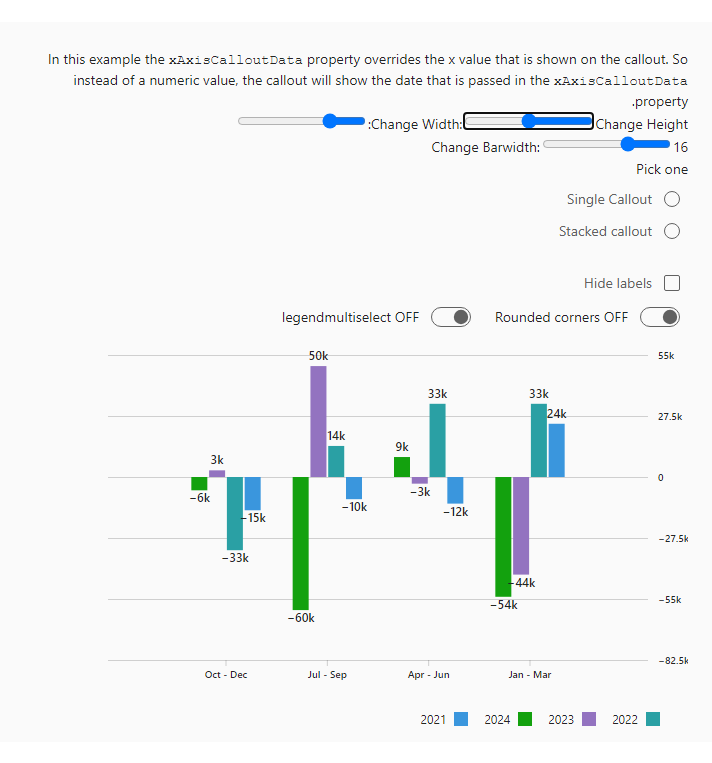 In this example the xAxisCalloutData property overrides the x value that is shown on the callout. So
instead of a numeric value, the callout will show the date that is passed in the xAxisCalloutData
.property
:Change Width: Change Height
Change Barwidth: 16
Pick one
Single Callout
Stacked callout
Hide labels
legendmultiselect OFF Rounded corners OFF
50k 55k
33k 33k
24k 27.5k
14k
9k
3k
0
−6k −3k
−10k −12k
−15k
−33k −27.5k
−44k
−54k −55k
−60k
−82.5k
Oct - Dec Jul - Sep Apr - Jun Jan - Mar
2021 2024 2023 2022